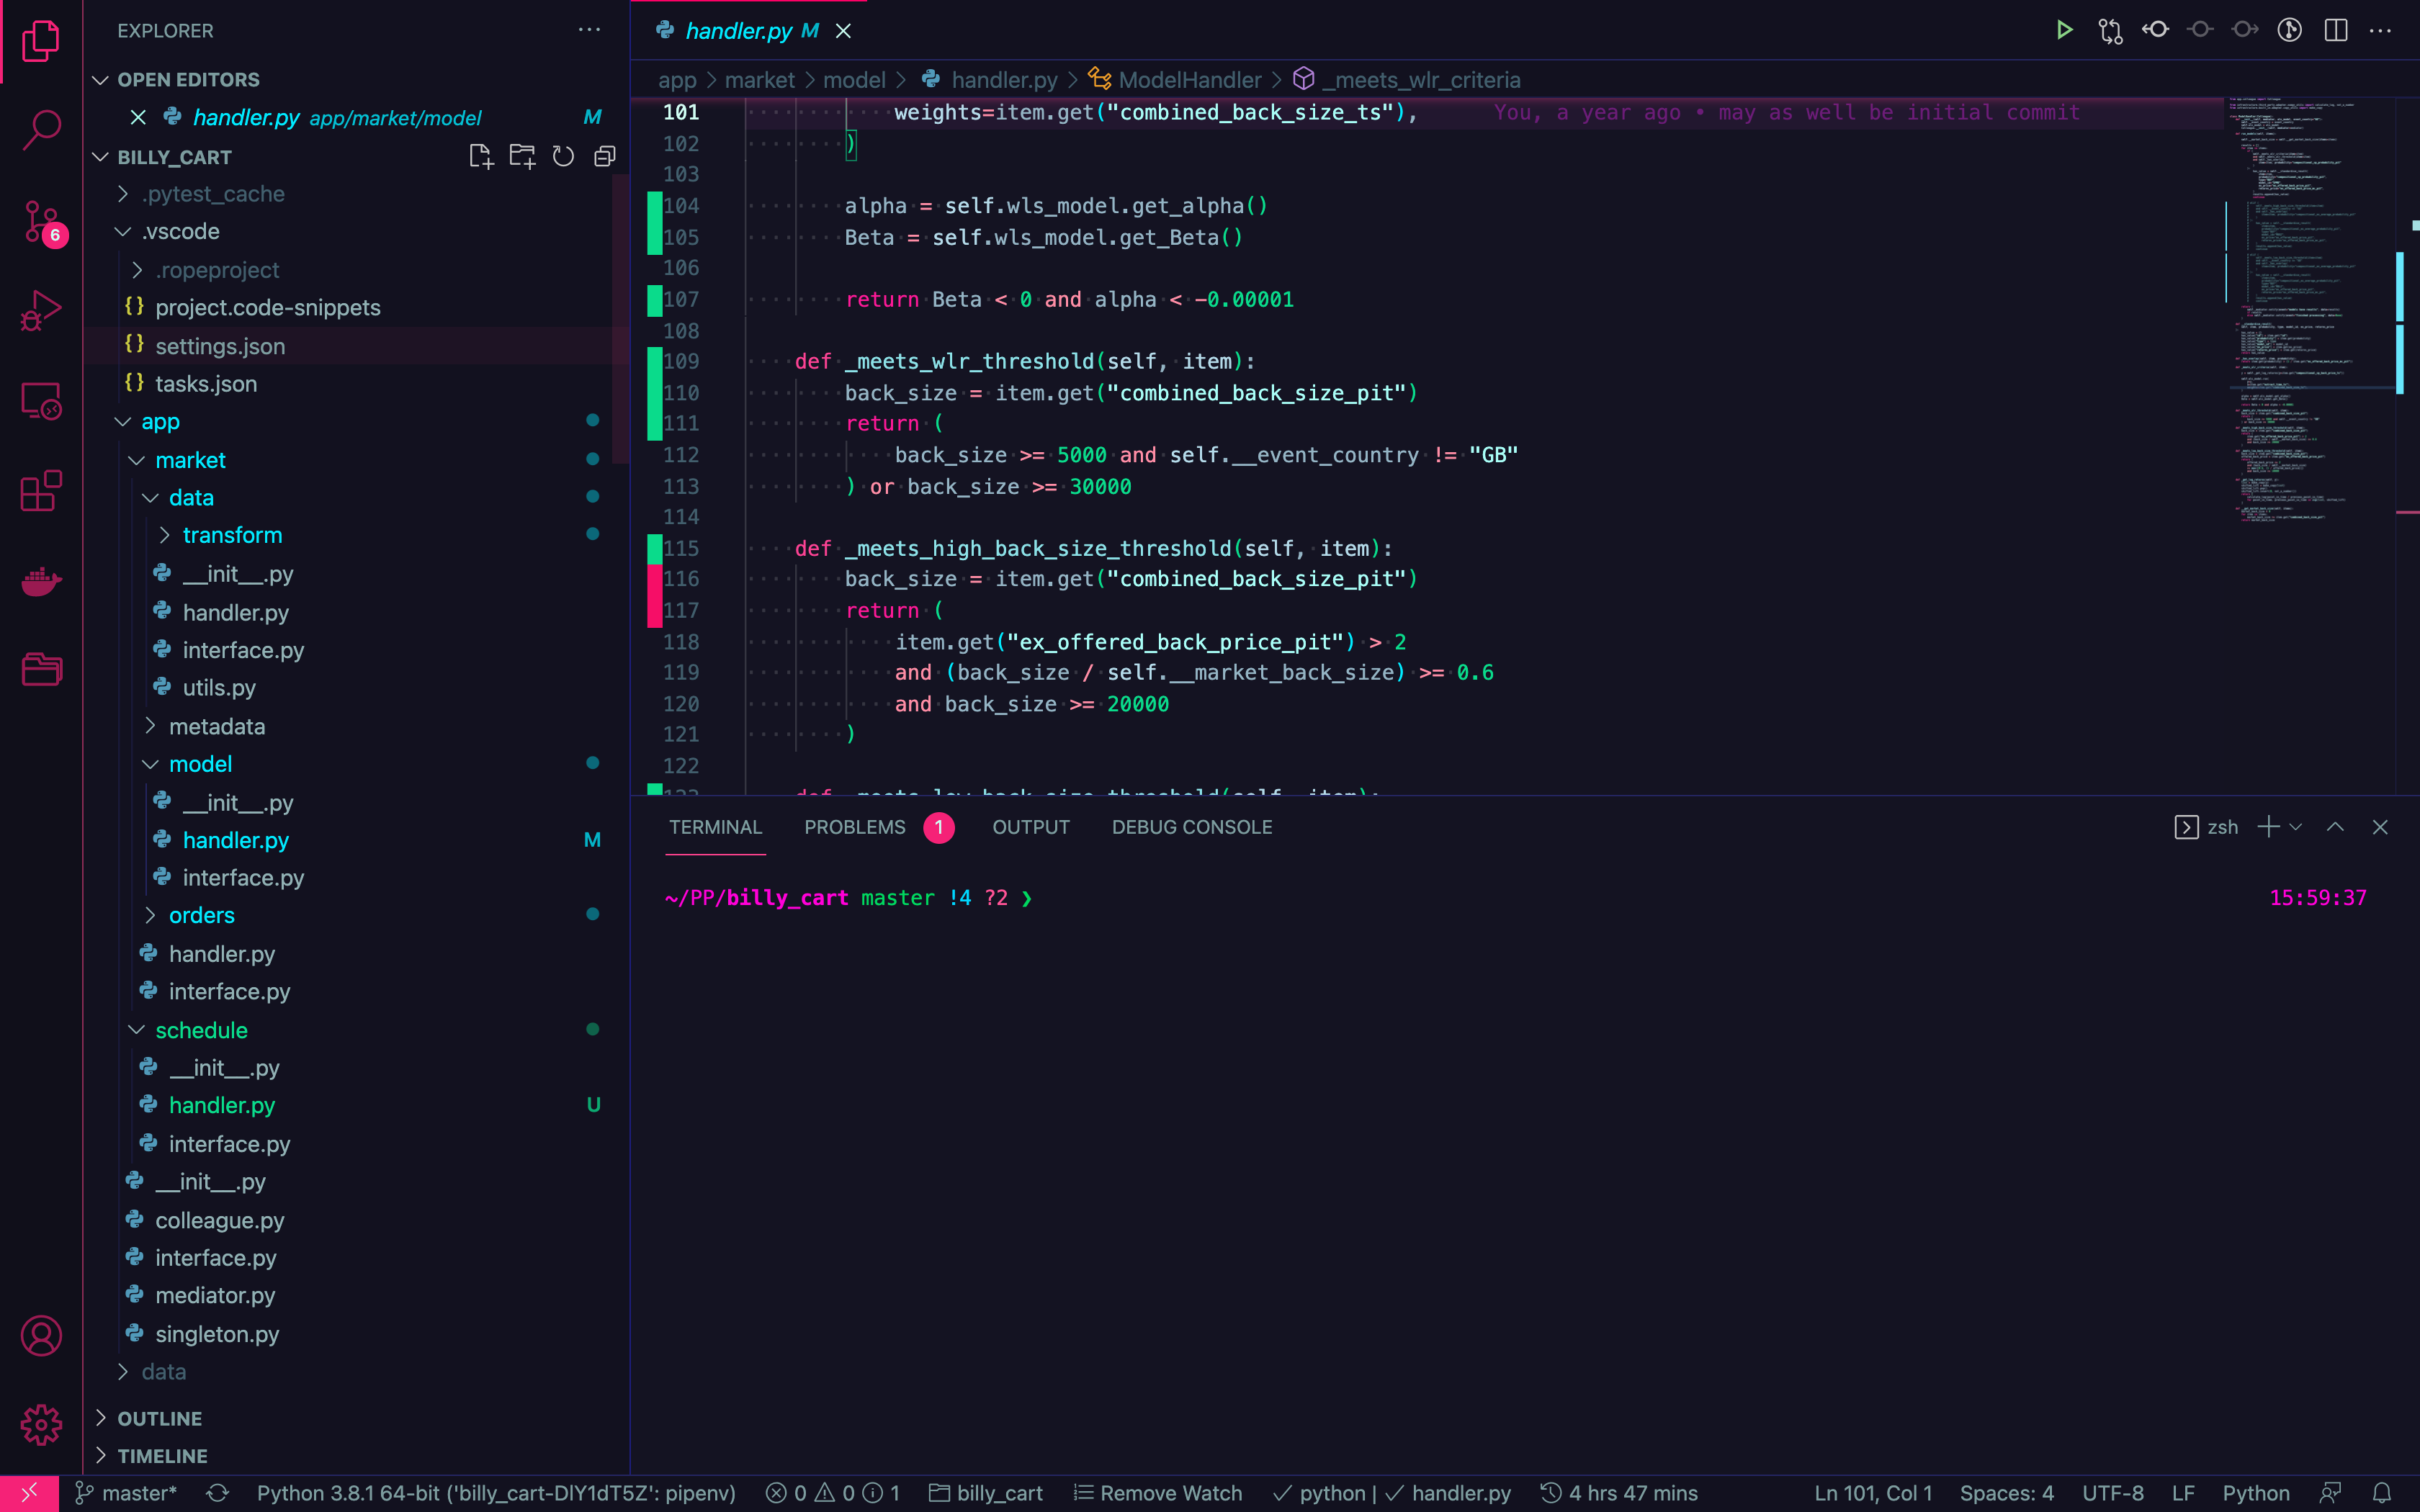 EXPLORER
OPEN EDITORS
handler.py app/market/model M
BILLY_CART
.pytest_cache
.vscode
.ropeproject
{} project.code-snippets
{} settings.json
{} tasks.json
app
market
data
transform
__init__.py
handler.py
interface.py
utils.py
metadata
model
__init__.py
handler.py M
interface.py
orders
handler.py
interface.py
schedule
__init__.py
handler.py U
interface.py
__init__.py
colleague.py
interface.py
mediator.py
singleton.py
data
OUTLINE
TIMELINE
6
handler.py M
app > market > model > handler.py > ModelHandler > _meets_wlr_criteria
101 weights=item.get("combined_back_size_ts"), You, a year ago • may as well be initial commit
102 )
103
104 alpha = self.wls_model.get_alpha()
105 Beta = self.wls_model.get_Beta()
106
107 return Beta < 0 and alpha < -0.00001
108
109 def _meets_wlr_threshold(self, item):
110 back_size = item.get("combined_back_size_pit")
111 return (
112 back_size >= 5000 and self.__event_country != "GB"
113 ) or back_size >= 30000
114
115 def _meets_high_back_size_threshold(self, item):
116 back_size = item.get("combined_back_size_pit")
117 return (
118 item.get("ex_offered_back_price_pit") > 2
119 and (back_size / self.__market_back_size) >= 0.6
120 and back_size >= 20000
121 )
122
123 def _meets_low_back_size_threshold(self, item):
TERMINAL PROBLEMS 1 OUTPUT DEBUG CONSOLE zsh
~/PP/billy_cart master !4 ?2 ❯ 15:59:37
master* Python 3.8.1 64-bit ('billy_cart-DlY1dT5Z': pipenv) 0 0 1 billy_cart Remove Watch python | handler.py 4 hrs 47 mins Ln 101, Col 1 Spaces: 4 UTF-8 LF Python